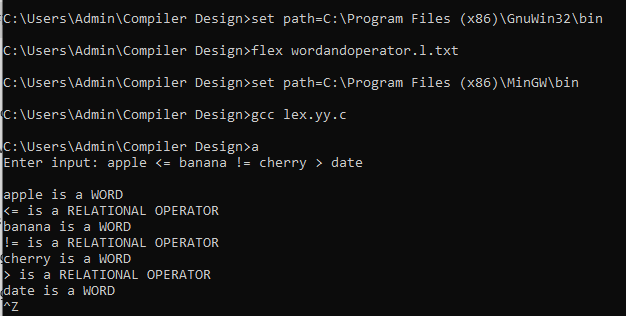 C:\Users\Admin\Compiler Design>set path=C:\Program Files (x86)\GnuWin32\bin
C:\Users\Admin\Compiler Design>flex wordandoperator.l.txt
C:\Users\Admin\Compiler Design>set path=C:\Program Files (x86)\MinGW\bin
C:\Users\Admin\Compiler Design>gcc lex.yy.c
C:\Users\Admin\Compiler Design>a
Enter input: apple <= banana != cherry > date
apple is a WORD
<= is a RELATIONAL OPERATOR
banana is a WORD
!= is a RELATIONAL OPERATOR
cherry is a WORD
> is a RELATIONAL OPERATOR
date is a WORD
^Z